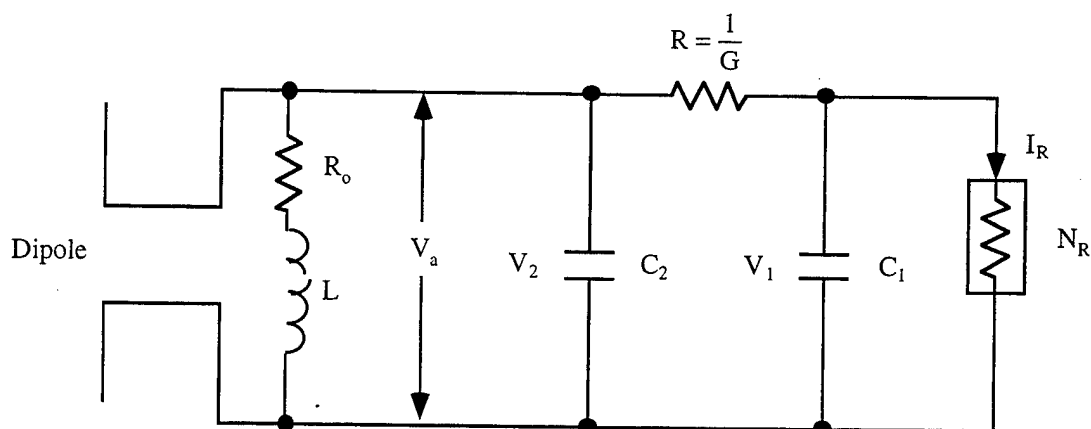 R = 1/G
I_R
R_o
Dipole
V_a
V_2
C_2
V_1
C_1
N_R
L